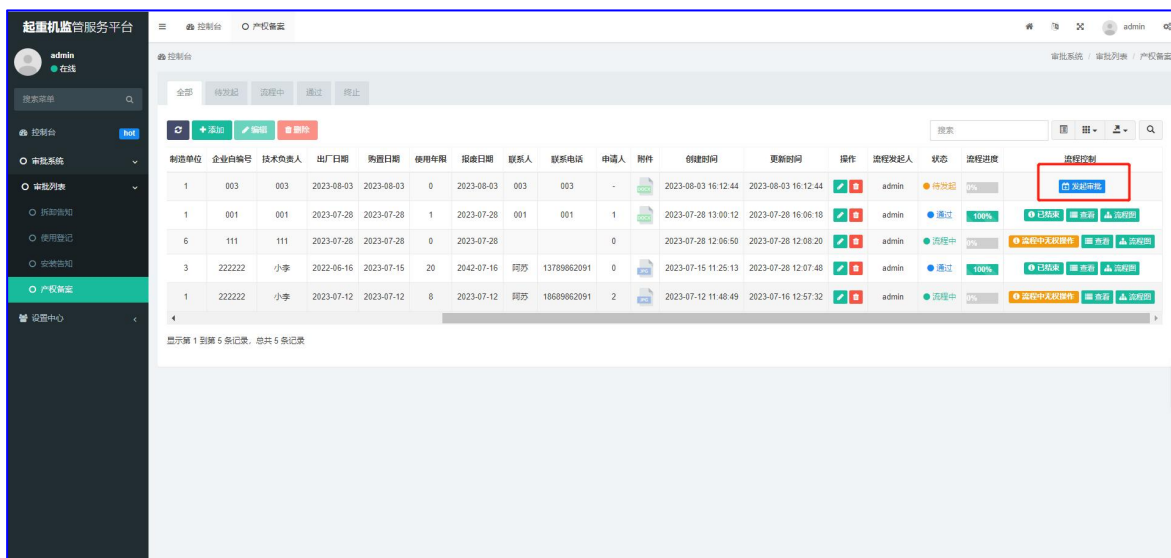 起重机监管服务平台
控制台 产权备案 admin
admin
在线
控制台 审批系统 / 审批列表 / 产权备案
搜索菜单
全部 待发起 流程中 通过 终止
控制台 hot
添加 编辑 删除 搜索
审批系统
审批列表
拆卸告知
使用登记
安装告知
产权备案
设置中心
制造单位 企业自编号 技术负责人 出厂日期 购置日期 使用年限 报废日期 联系人 联系电话 申请人 附件 创建时间 更新时间 操作 流程发起人 状态 流程进度 流程控制
1 003 003 2023-08-03 2023-08-03 0 2023-08-03 003 003 - 2023-08-03 16:12:44 2023-08-03 16:12:44 admin 待发起 0% 发起审批
1 001 001 2023-07-28 2023-07-28 1 2023-07-28 001 001 1 2023-07-28 13:00:12 2023-07-28 16:06:18 admin 通过 100% 已结束 查看 流程图
6 111 111 2023-07-28 2023-07-28 0 2023-07-28 0 2023-07-28 12:06:50 2023-07-28 12:08:20 admin 流程中 0% 流程中无权操作 查看 流程图
3 222222 小李 2022-06-16 2023-07-15 20 2042-07-16 阿苏 13789862091 0 JPG 2023-07-15 11:25:13 2023-07-28 12:07:48 admin 通过 100% 已结束 查看 流程图
1 222222 小李 2023-07-12 2023-07-12 8 2023-07-12 阿苏 18689862091 2 JPG 2023-07-12 11:48:49 2023-07-16 12:57:32 admin 流程中 0% 流程中无权操作 查看 流程图
显示第 1 到第 5 条记录，总共 5 条记录